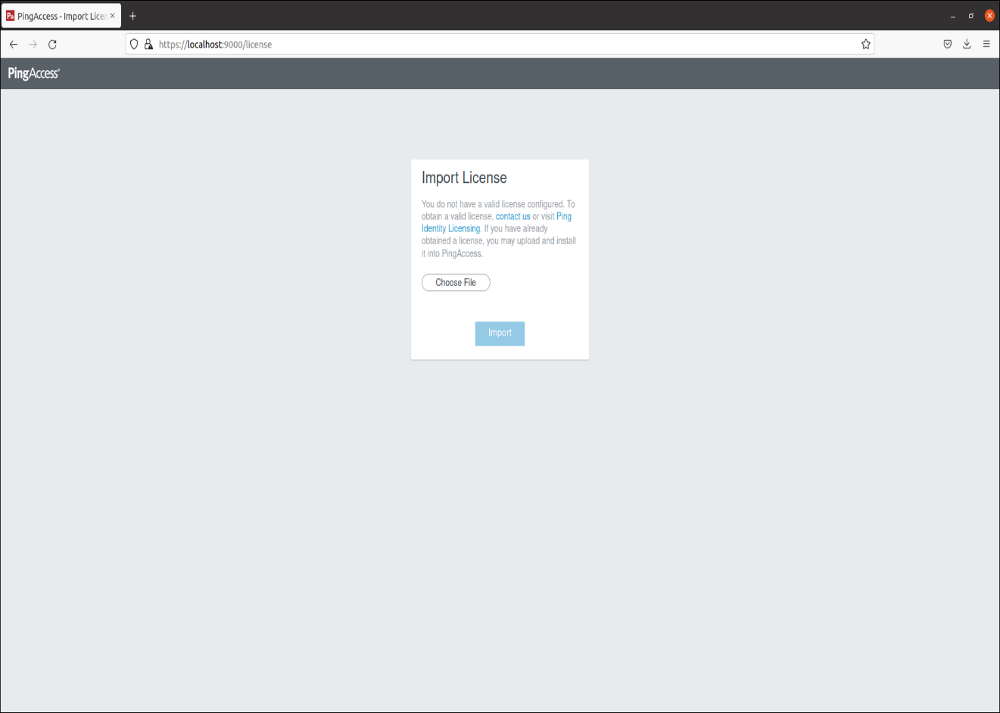 Pa PingAccess - Import Licen
https://localhost:9000/license
PingAccess®
Import License
You do not have a valid license configured. To
obtain a valid license, contact us or visit Ping
Identity Licensing. If you have already
obtained a license, you may upload and install
it into PingAccess.
Choose File
Import